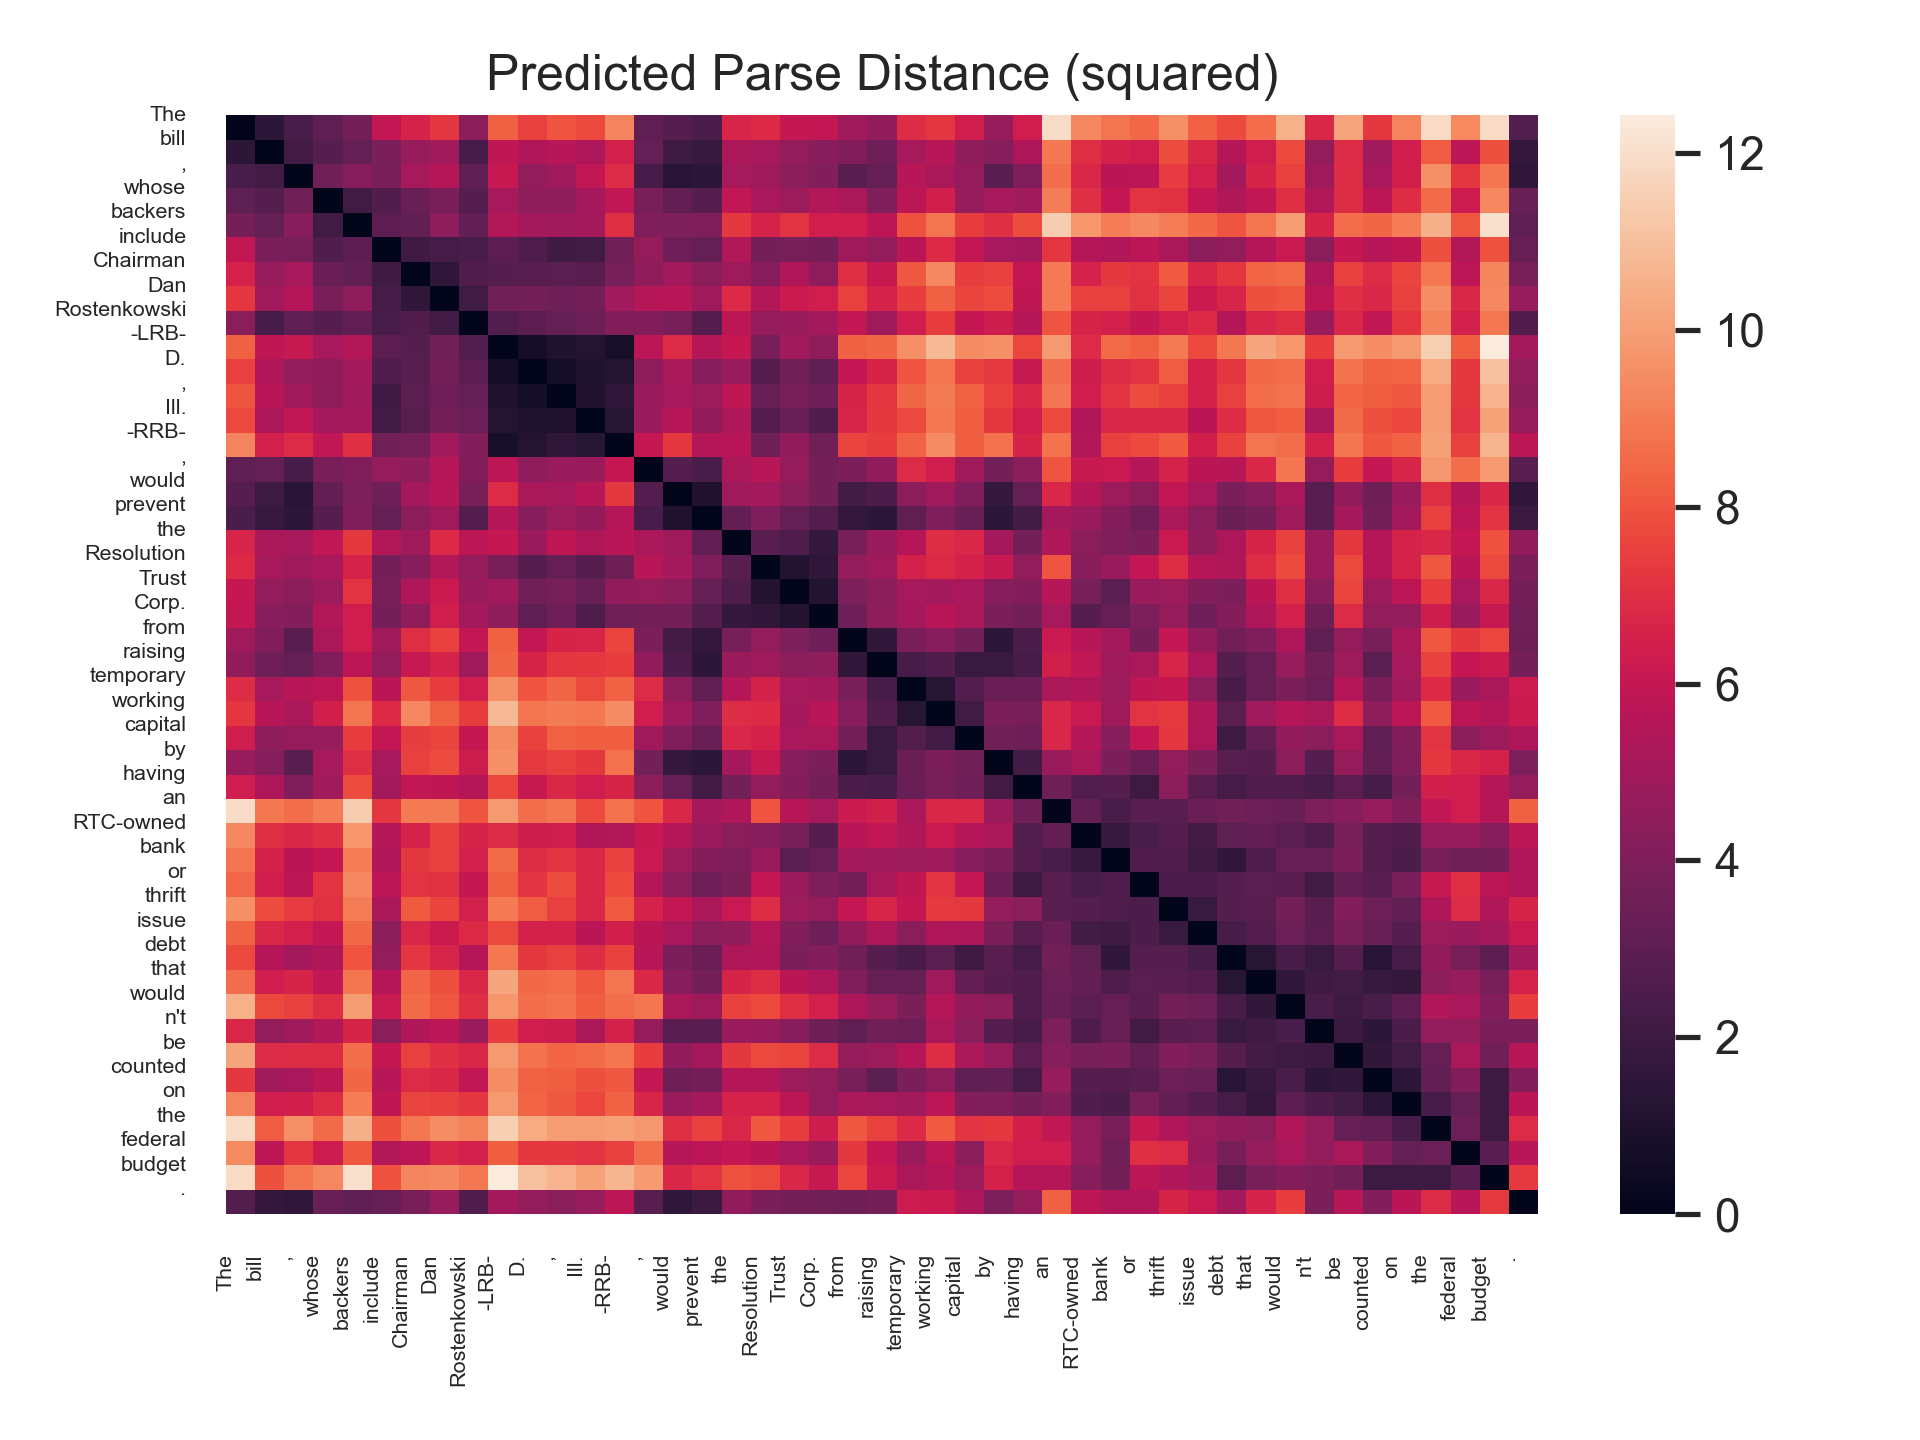 Predicted Parse Distance (squared)
The
bill
,
whose
backers
include
Chairman
Dan
Rostenkowski
-LRB-
D.
,
Ill.
-RRB-
,
would
prevent
the
Resolution
Trust
Corp.
from
raising
temporary
working
capital
by
having
an
RTC-owned
bank
or
thrift
issue
debt
that
would
n't
be
counted
on
the
federal
budget
.
12
10
8
6
4
2
0
The
bill
,
whose
backers
include
Chairman
Dan
Rostenkowski
-LRB-
D.
,
Ill.
-RRB-
,
would
prevent
the
Resolution
Trust
Corp.
from
raising
temporary
working
capital
by
having
an
RTC-owned
bank
or
thrift
issue
debt
that
would
n't
be
counted
on
the
federal
budget
.